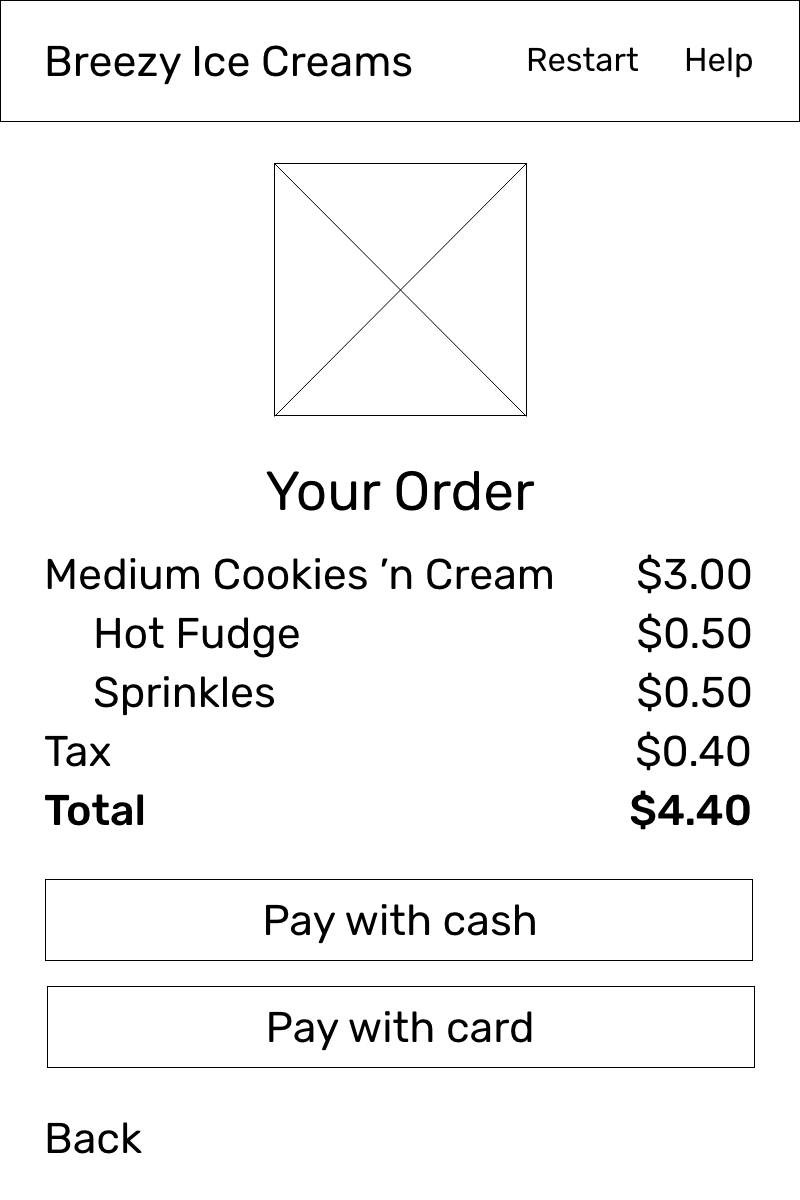 Breezy Ice Creams Restart Help
Your Order
Medium Cookies ’n Cream $3.00
Hot Fudge $0.50
Sprinkles $0.50
Tax $0.40
Total $4.40
Pay with cash
Pay with card
Back